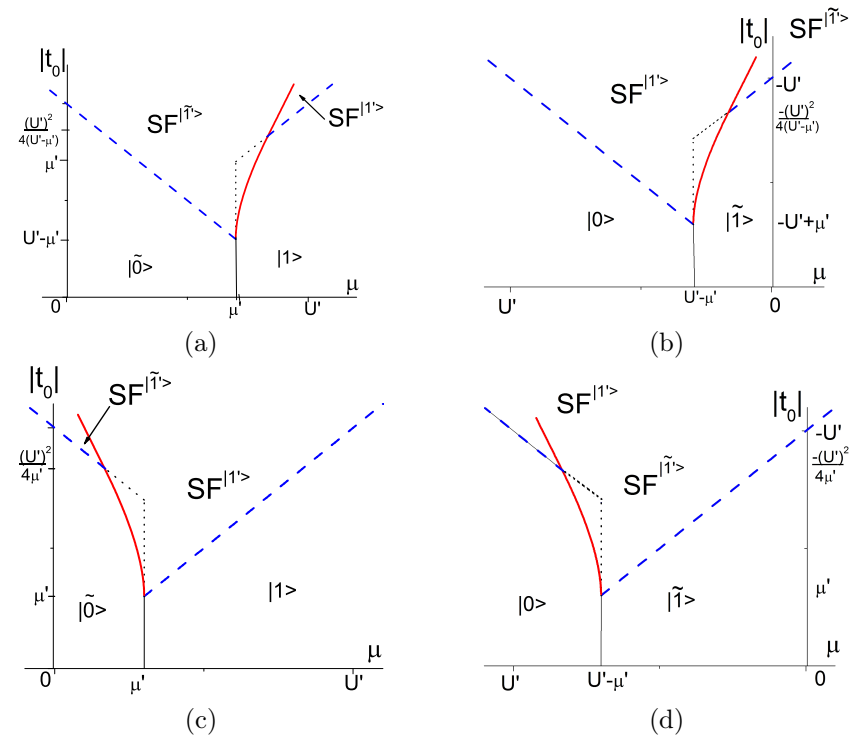 |t₀|
SF^|1̃'>
SF^|1'>
(U')²
4(U'-μ')
μ'
U'-μ'
|0̃>
|1>
μ
0
μ'
U'
(a)
|t₀|
SF^|1̃'>
SF^|1'>
-U'
-(U')²
4(U'-μ')
|0>
|1̃>
-U'+μ'
μ
U'
U'-μ'
0
(b)
|t₀|
SF^|1̃'>
(U')²
4μ'
SF^|1'>
μ'
|0̃>
|1>
μ
0
μ'
U'
(c)
SF^|1'>
|t₀|
-U'
-(U')²
4μ'
SF^|1̃'>
μ'
|0>
|1̃>
μ
U'
U'-μ'
0
(d)